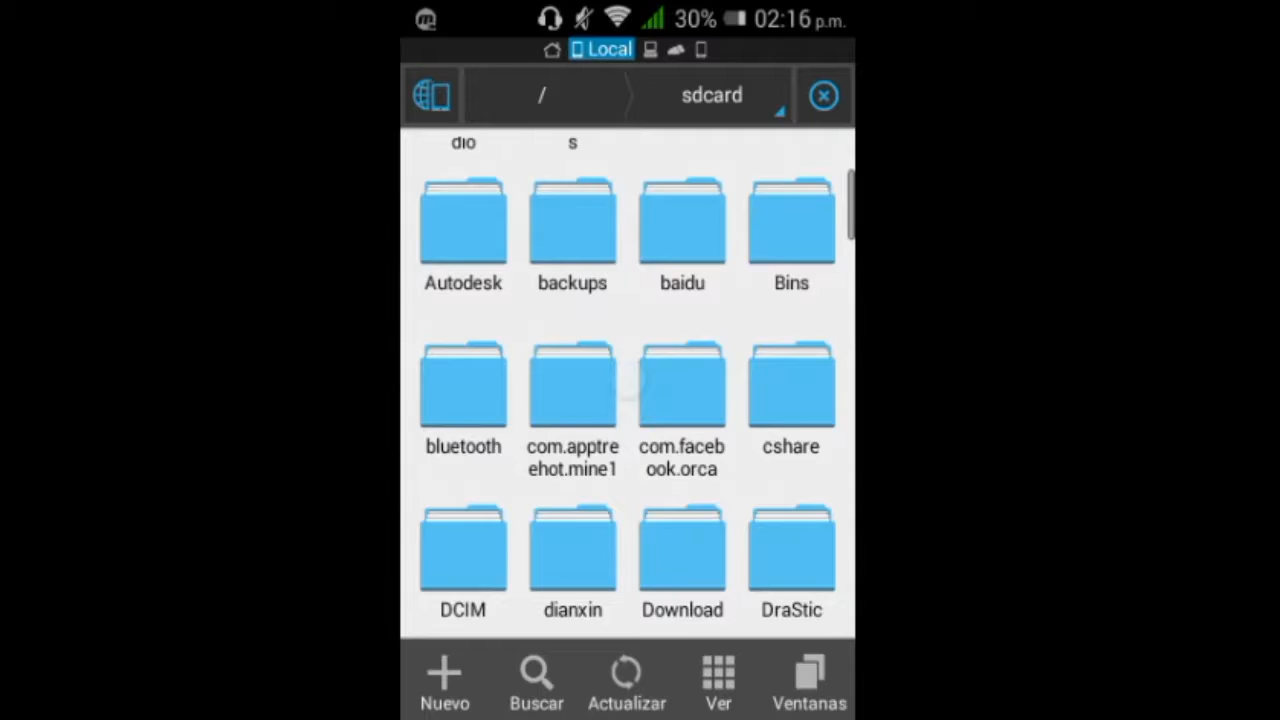 30% 02:16 p.m.
Local
/ sdcard
dio s
Autodesk backups baidu Bins
bluetooth com.apptre com.faceb cshare
ehot.mine1 ook.orca
DCIM dianxin Download DraStic
Nuevo Buscar Actualizar Ver Ventanas